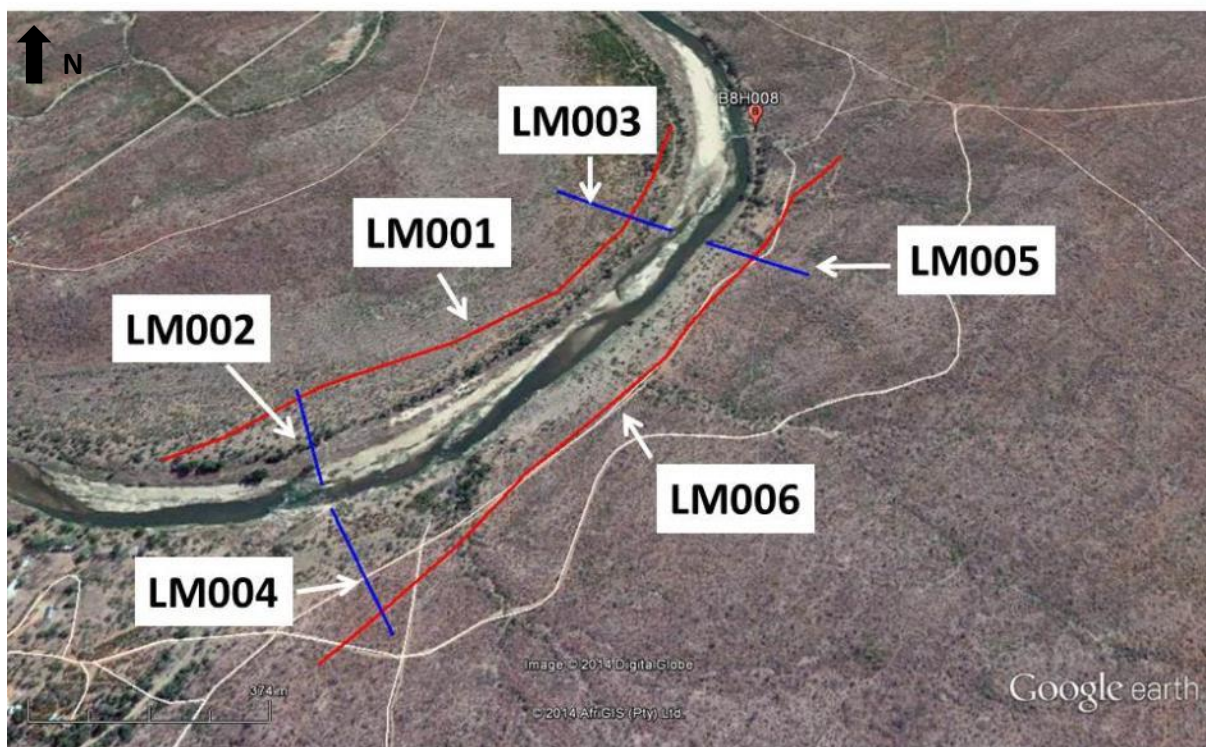 N
B8H008
LM003
LM001
LM005
LM002
LM006
LM004
Image © 2014 DigitalGlobe
374 m
© 2014 AfriGIS (Pty) Ltd.
Google earth